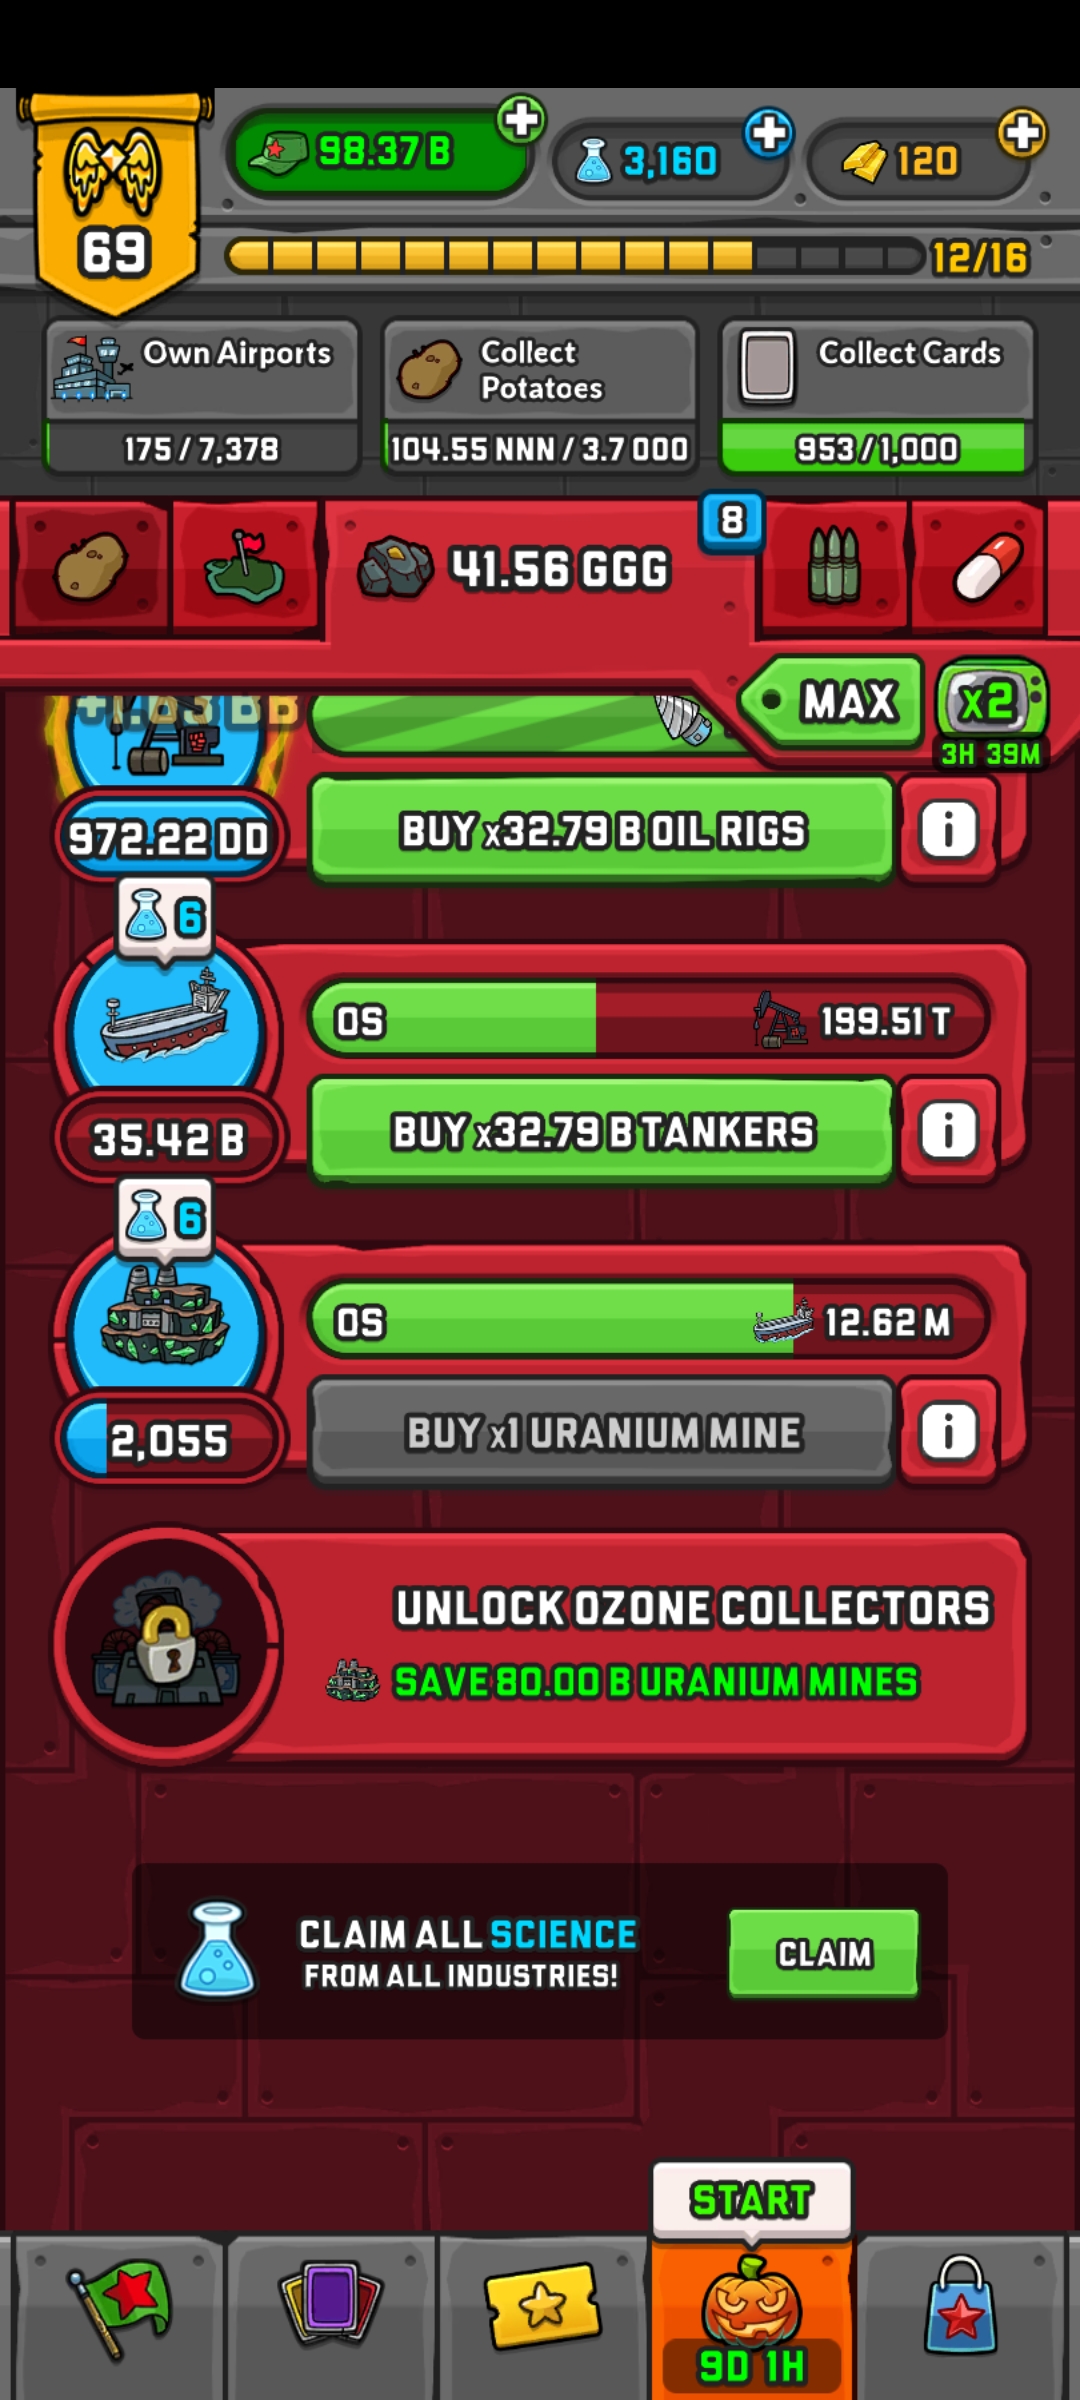 98.37 B
3,160
120
69
12/16
Own Airports
175 / 7,378
Collect
Potatoes
104.55 NNN / 3.7 OOO
Collect Cards
953 / 1,000
41.56 GGG
8
MAX
x2
3H 39M
+1.63 BB
972.22 DD
BUY x32.79 B OIL RIGS
i
6
0S
199.51 T
35.42 B
BUY x32.79 B TANKERS
i
6
0S
12.62 M
2,055
BUY x1 URANIUM MINE
i
UNLOCK OZONE COLLECTORS
SAVE 80.00 B URANIUM MINES
CLAIM ALL SCIENCE
FROM ALL INDUSTRIES!
CLAIM
START
9D 1H